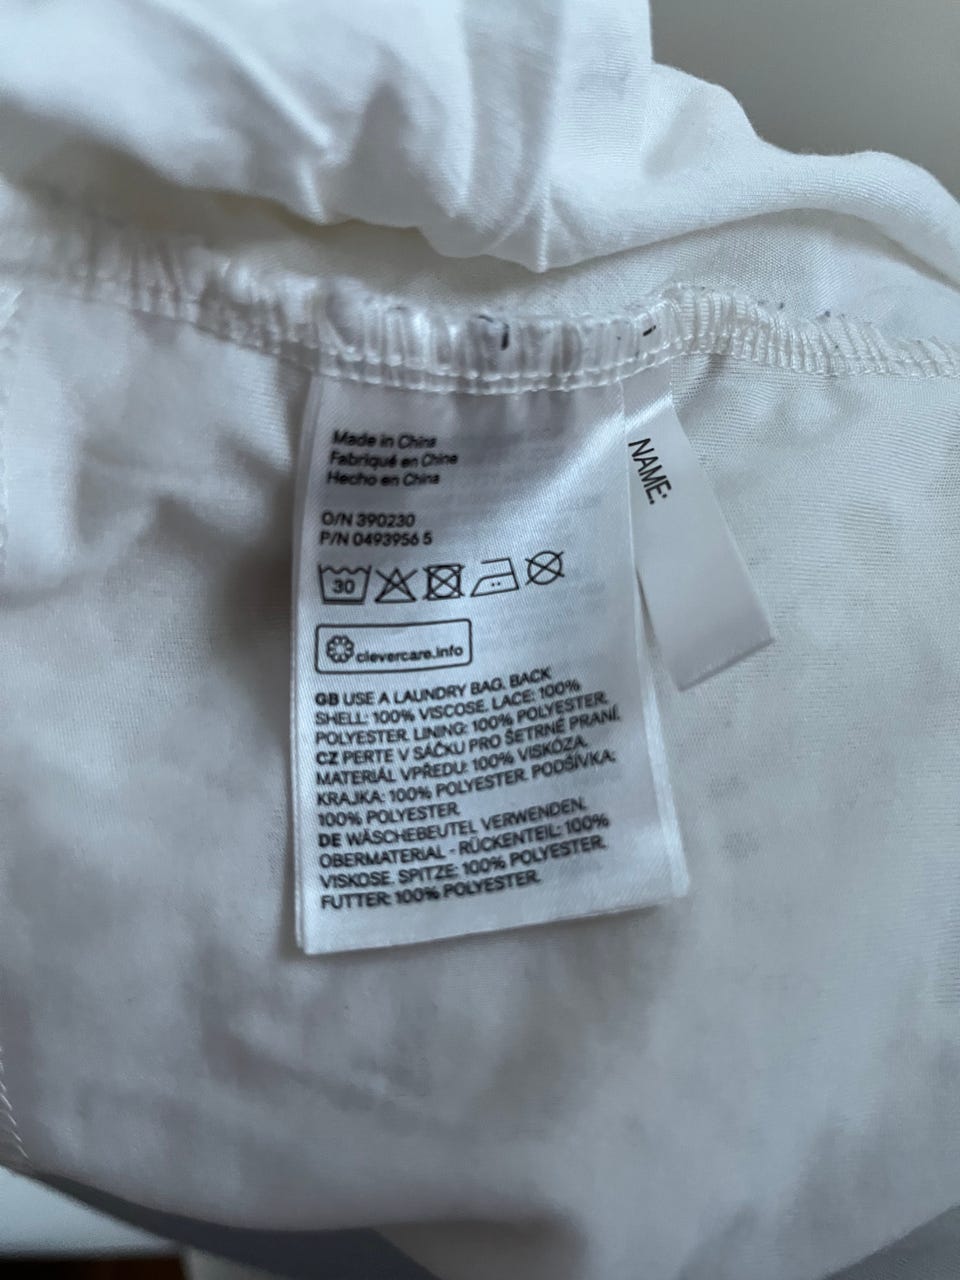 Made in China
Fabriqué en Chine
Hecho en China
O/N 390230
P/N 0493956 5
30
clevercare.info
GB USE A LAUNDRY BAG. BACK
SHELL: 100% VISCOSE. LACE: 100%
POLYESTER. LINING: 100% POLYESTER.
CZ PERTE V SÁČKU PRO ŠETRNÉ PRANÍ.
MATERIÁL VPŘEDU: 100% VISKÓZA.
KRAJKA: 100% POLYESTER. PODŠÍVKA:
100% POLYESTER.
DE WÄSCHEBEUTEL VERWENDEN.
OBERMATERIAL - RÜCKENTEIL: 100%
VISKOSE. SPITZE: 100% POLYESTER.
FUTTER: 100% POLYESTER.
NAME: